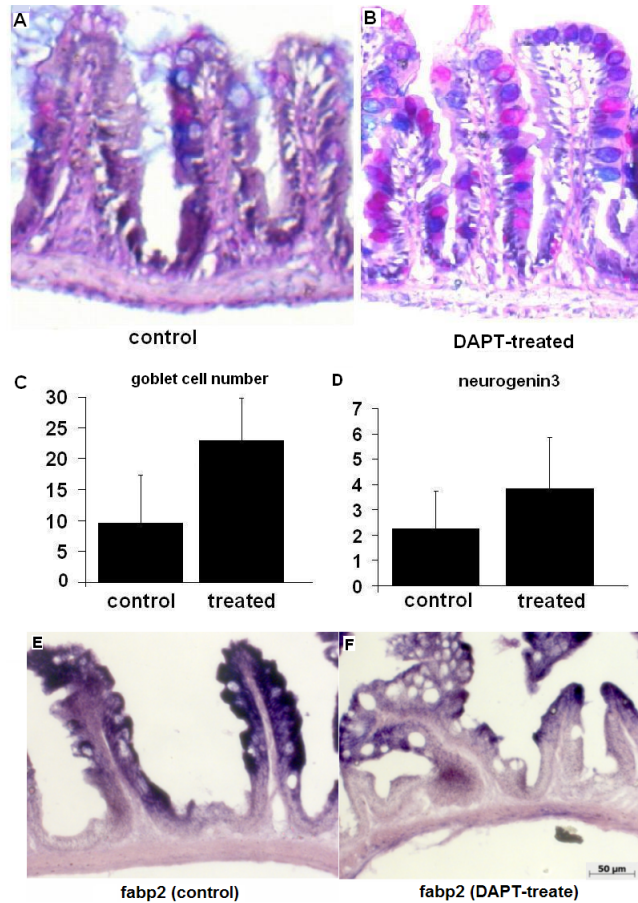 A
B
control
DAPT-treated
C
goblet cell number
30
25
20
15
10
5
0
control
treated
D
neurogenin3
7
6
5
4
3
2
1
0
control
treated
E
F
50 µm
fabp2 (control)
fabp2 (DAPT-treate)